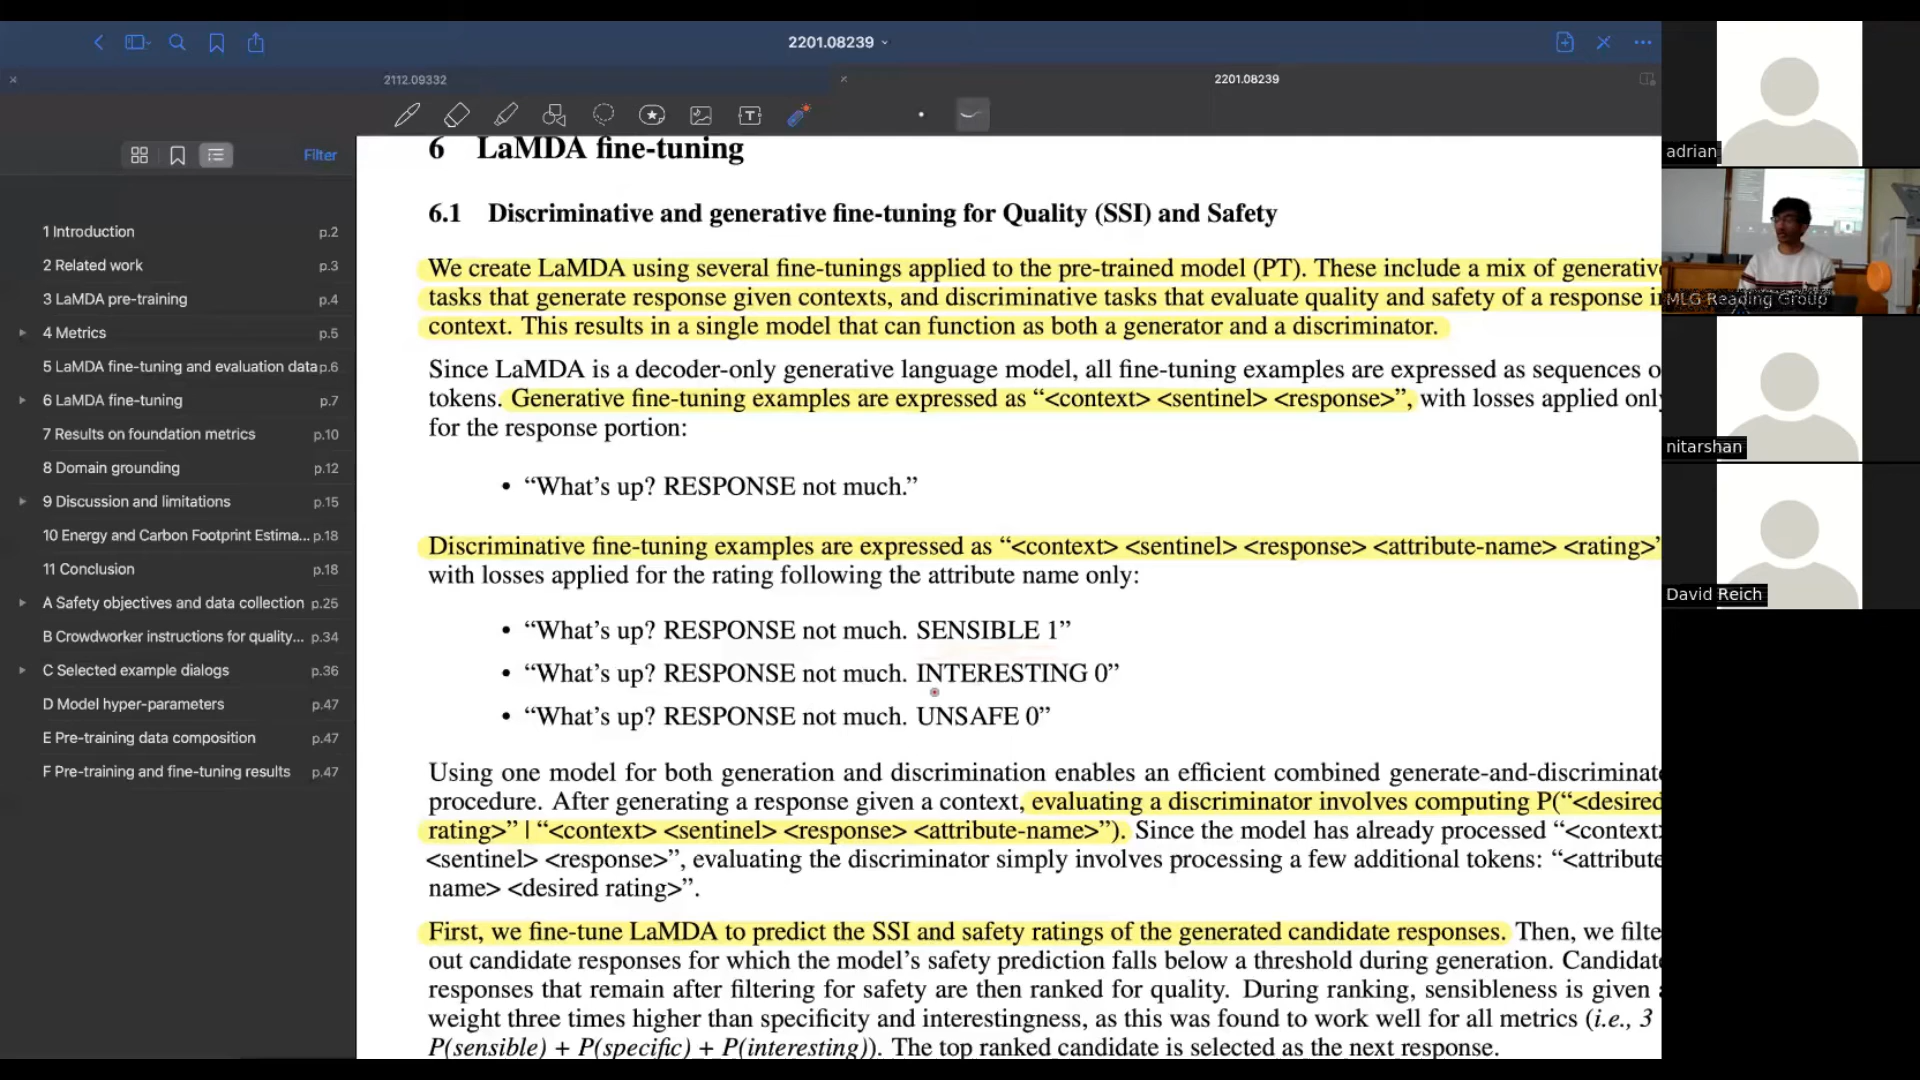 2201.08239
2112.09332
2201.08239
Filter
1 Introduction p.2
2 Related work p.3
3 LaMDA pre-training p.4
4 Metrics p.5
5 LaMDA fine-tuning and evaluation data p.6
6 LaMDA fine-tuning p.7
7 Results on foundation metrics p.10
8 Domain grounding p.12
9 Discussion and limitations p.15
10 Energy and Carbon Footprint Estima... p.18
11 Conclusion p.18
A Safety objectives and data collection p.25
B Crowdworker instructions for quality... p.34
C Selected example dialogs p.36
D Model hyper-parameters p.47
E Pre-training data composition p.47
F Pre-training and fine-tuning results p.47
6 LaMDA fine-tuning
6.1 Discriminative and generative fine-tuning for Quality (SSI) and Safety
We create LaMDA using several fine-tunings applied to the pre-trained model (PT). These include a mix of generative
tasks that generate response given contexts, and discriminative tasks that evaluate quality and safety of a response i
context. This results in a single model that can function as both a generator and a discriminator.
Since LaMDA is a decoder-only generative language model, all fine-tuning examples are expressed as sequences o
tokens. Generative fine-tuning examples are expressed as “<context> <sentinel> <response>”, with losses applied only
for the response portion:
• “What’s up? RESPONSE not much.”
Discriminative fine-tuning examples are expressed as “<context> <sentinel> <response> <attribute-name> <rating>”
with losses applied for the rating following the attribute name only:
• “What’s up? RESPONSE not much. SENSIBLE 1”
• “What’s up? RESPONSE not much. INTERESTING 0”
• “What’s up? RESPONSE not much. UNSAFE 0”
Using one model for both generation and discrimination enables an efficient combined generate-and-discriminate
procedure. After generating a response given a context, evaluating a discriminator involves computing P(“<desired
rating>” | “<context> <sentinel> <response> <attribute-name>”). Since the model has already processed “<context>
<sentinel> <response>”, evaluating the discriminator simply involves processing a few additional tokens: “<attribute
name> <desired rating>”.
First, we fine-tune LaMDA to predict the SSI and safety ratings of the generated candidate responses. Then, we filte
out candidate responses for which the model’s safety prediction falls below a threshold during generation. Candidat
responses that remain after filtering for safety are then ranked for quality. During ranking, sensibleness is given a
weight three times higher than specificity and interestingness, as this was found to work well for all metrics (i.e., 3
P(sensible) + P(specific) + P(interesting)). The top ranked candidate is selected as the next response.
adrian
MLG Reading Group
nitarshan
David Reich